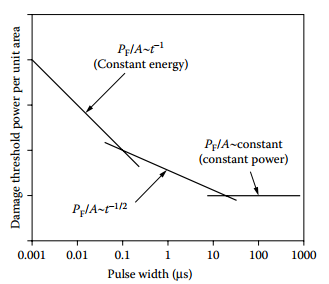 Damage threshold power per unit area
P_F/A~t⁻¹
(Constant energy)
P_F/A~constant
(constant power)
P_F/A~t⁻¹/²
0.001 0.01 0.1 1 10 100 1000
Pulse width (μs)